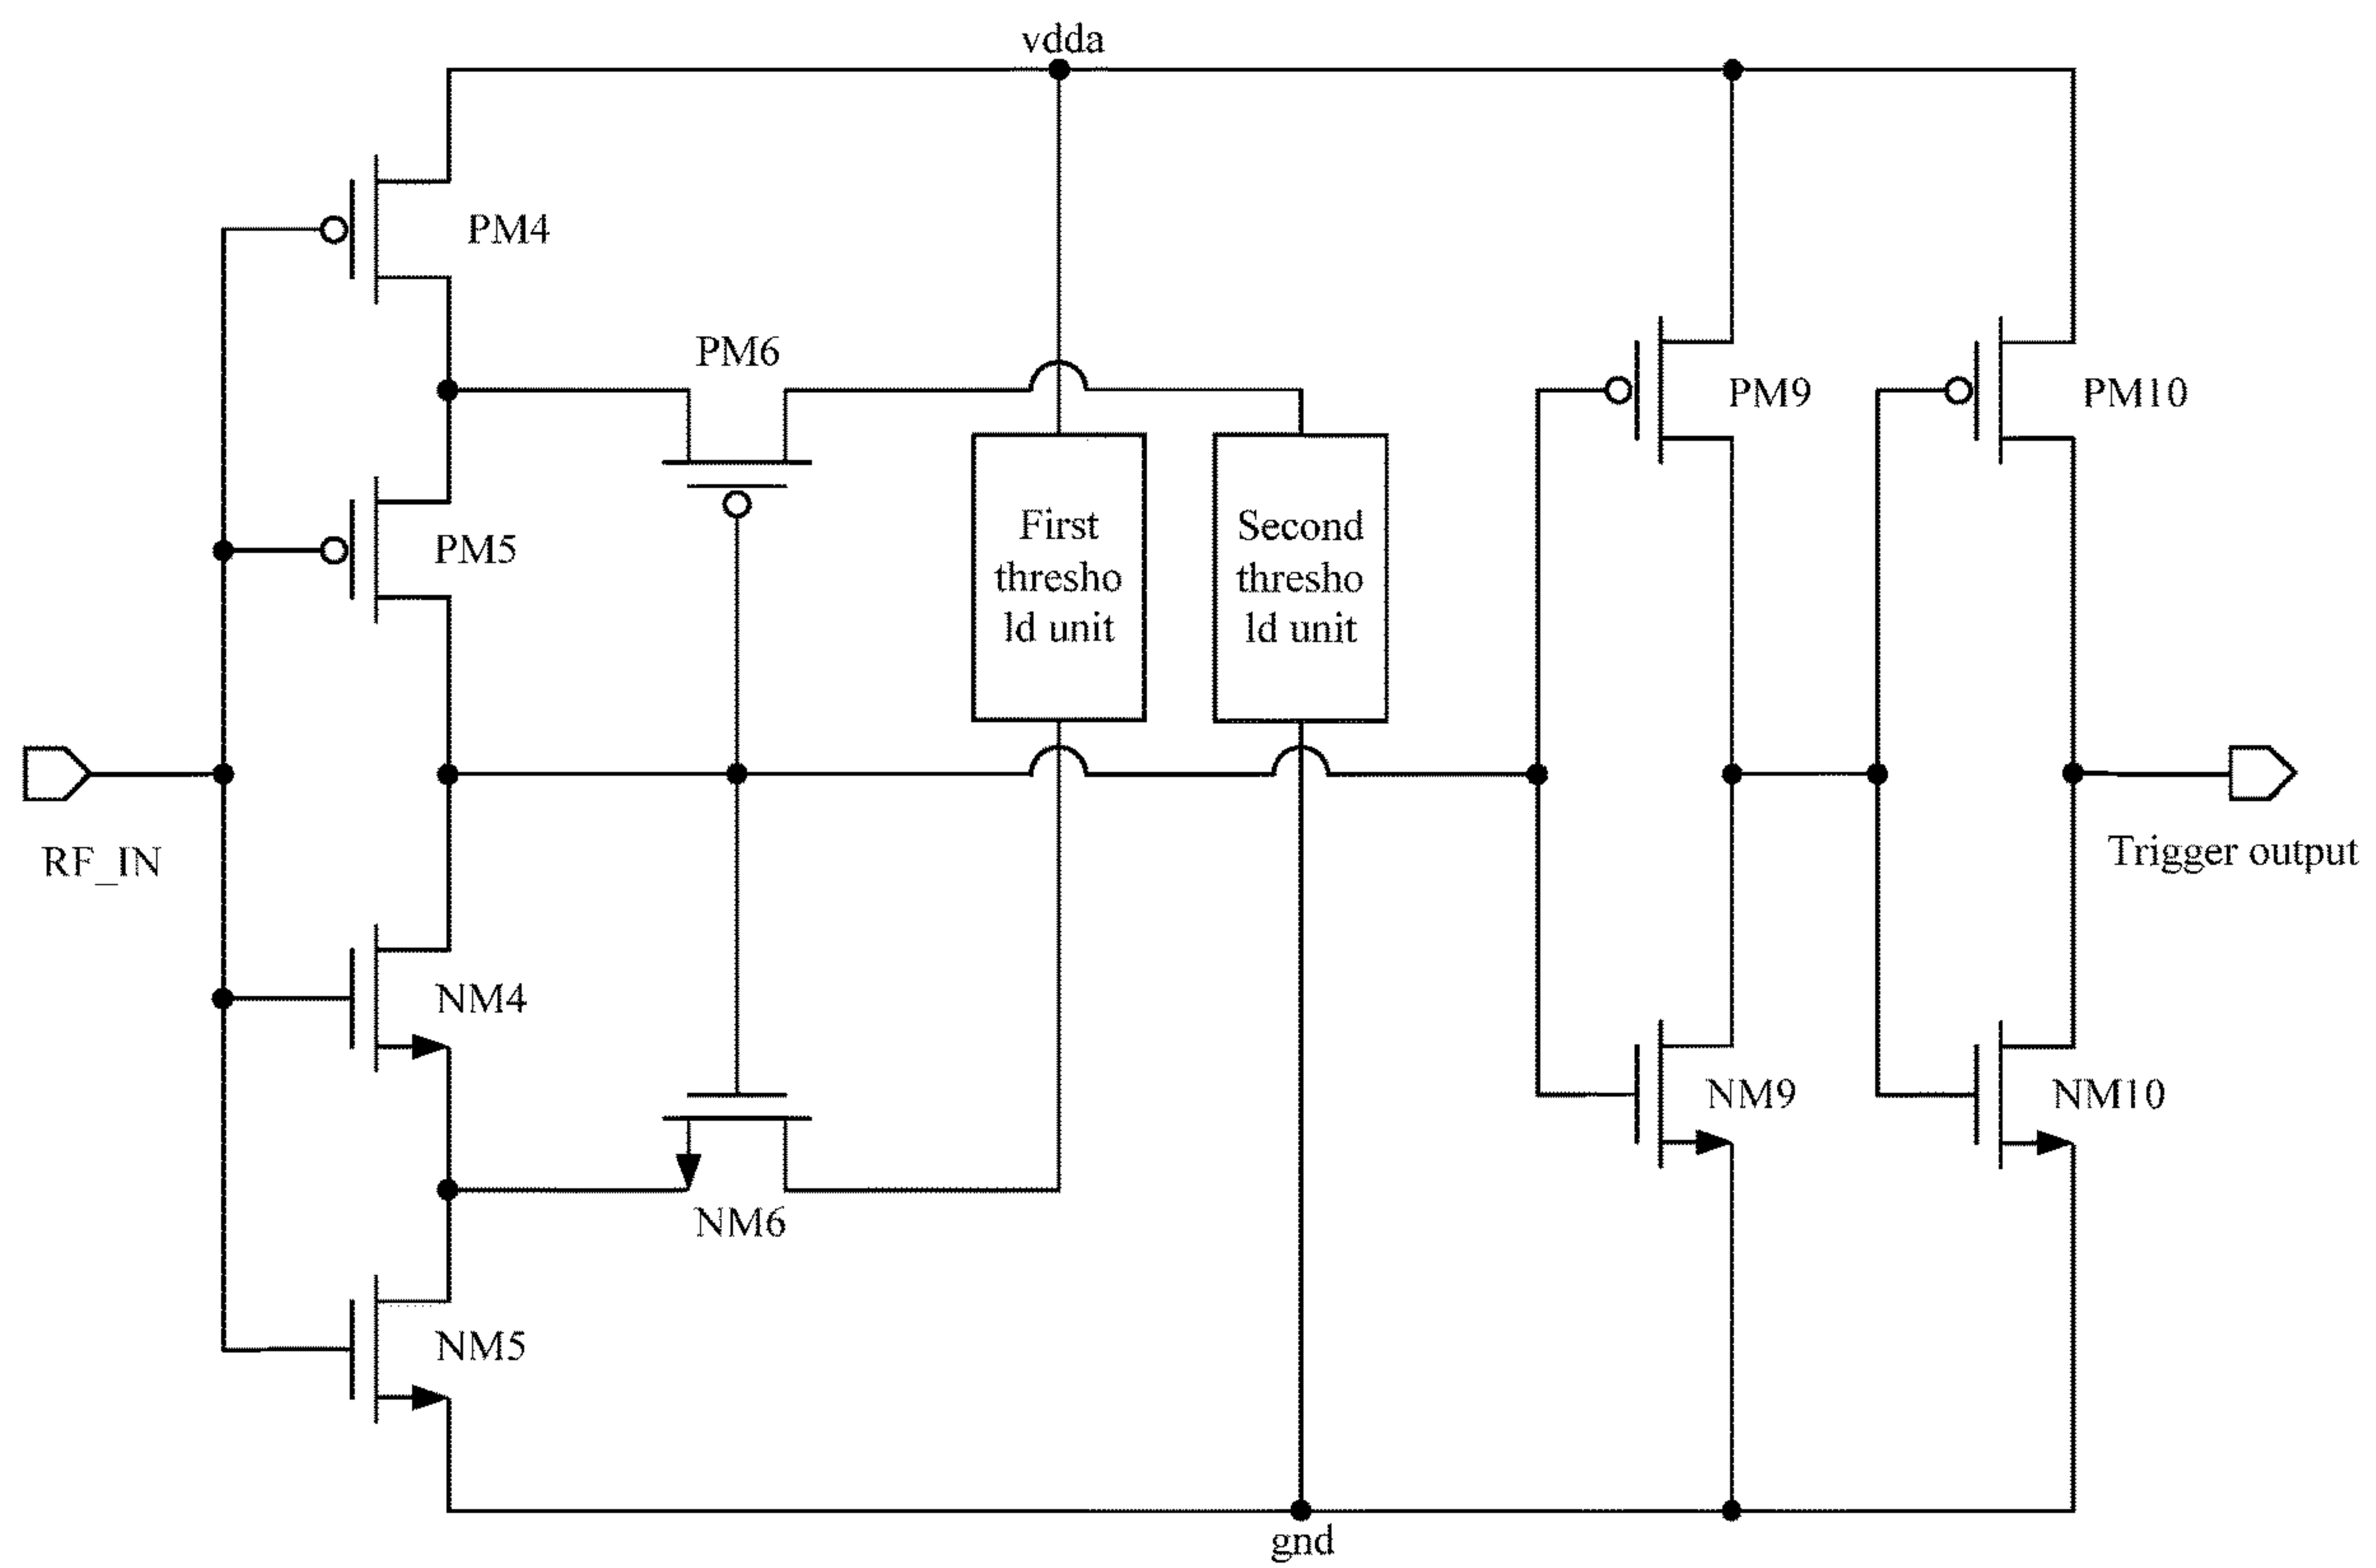 vdda
PM4
PM6
PM9
PM10
First
thresho
ld unit
Second
thresho
ld unit
PM5
RF_IN
Trigger output
NM4
NM9
NM10
NM6
NM5
gnd